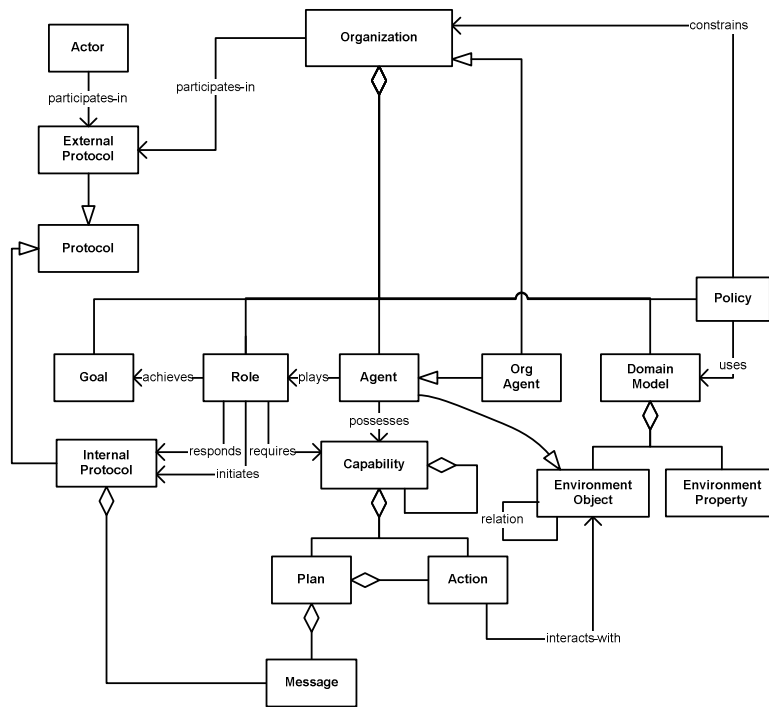 Organization
constrains
Actor
participates-in
participates-in
External
Protocol
Protocol
Policy
Goal
achieves
Role
plays
Agent
Org
Agent
Domain
Model
uses
possesses
Internal
Protocol
responds
requires
initiates
Capability
Environment
Object
Environment
Property
relation
Plan
Action
interacts-with
Message